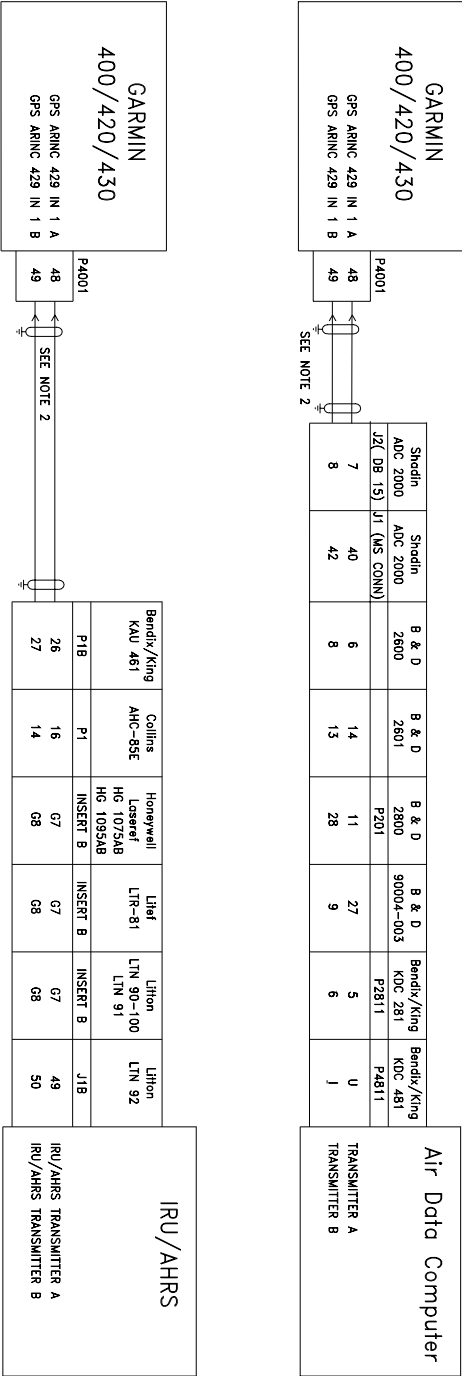 GARMIN
400/420/430
GPS ARINC 429 IN 1 A
GPS ARINC 429 IN 1 B
P4001
48
49
SEE NOTE 2
Shadin
ADC 2000
J2( DB 15)
7
8
Shadin
ADC 2000
J1 (MS CONN)
40
42
B & D
2600
6
8
B & D
2601
14
13
B & D
2800
P201
11
28
B & D
90004-003
27
9
Bendix/King
KDC 281
P2811
5
6
Bendix/King
KDC 481
P4811
U
J
Air Data Computer
TRANSMITTER A
TRANSMITTER B
GARMIN
400/420/430
GPS ARINC 429 IN 1 A
GPS ARINC 429 IN 1 B
P4001
48
49
SEE NOTE 2
Bendix/King
KAU 461
P1B
26
27
Collins
AHC-85E
P1
16
14
Honeywell
Laseref
HG 1075AB
HG 1095AB
INSERT B
G7
G8
Litef
LTR-81
INSERT B
G7
G8
Litton
LTN 90-100
LTN 91
INSERT B
G7
G8
Litton
LTN 92
J1B
49
50
IRU/AHRS
IRU/AHRS TRANSMITTER A
IRU/AHRS TRANSMITTER B